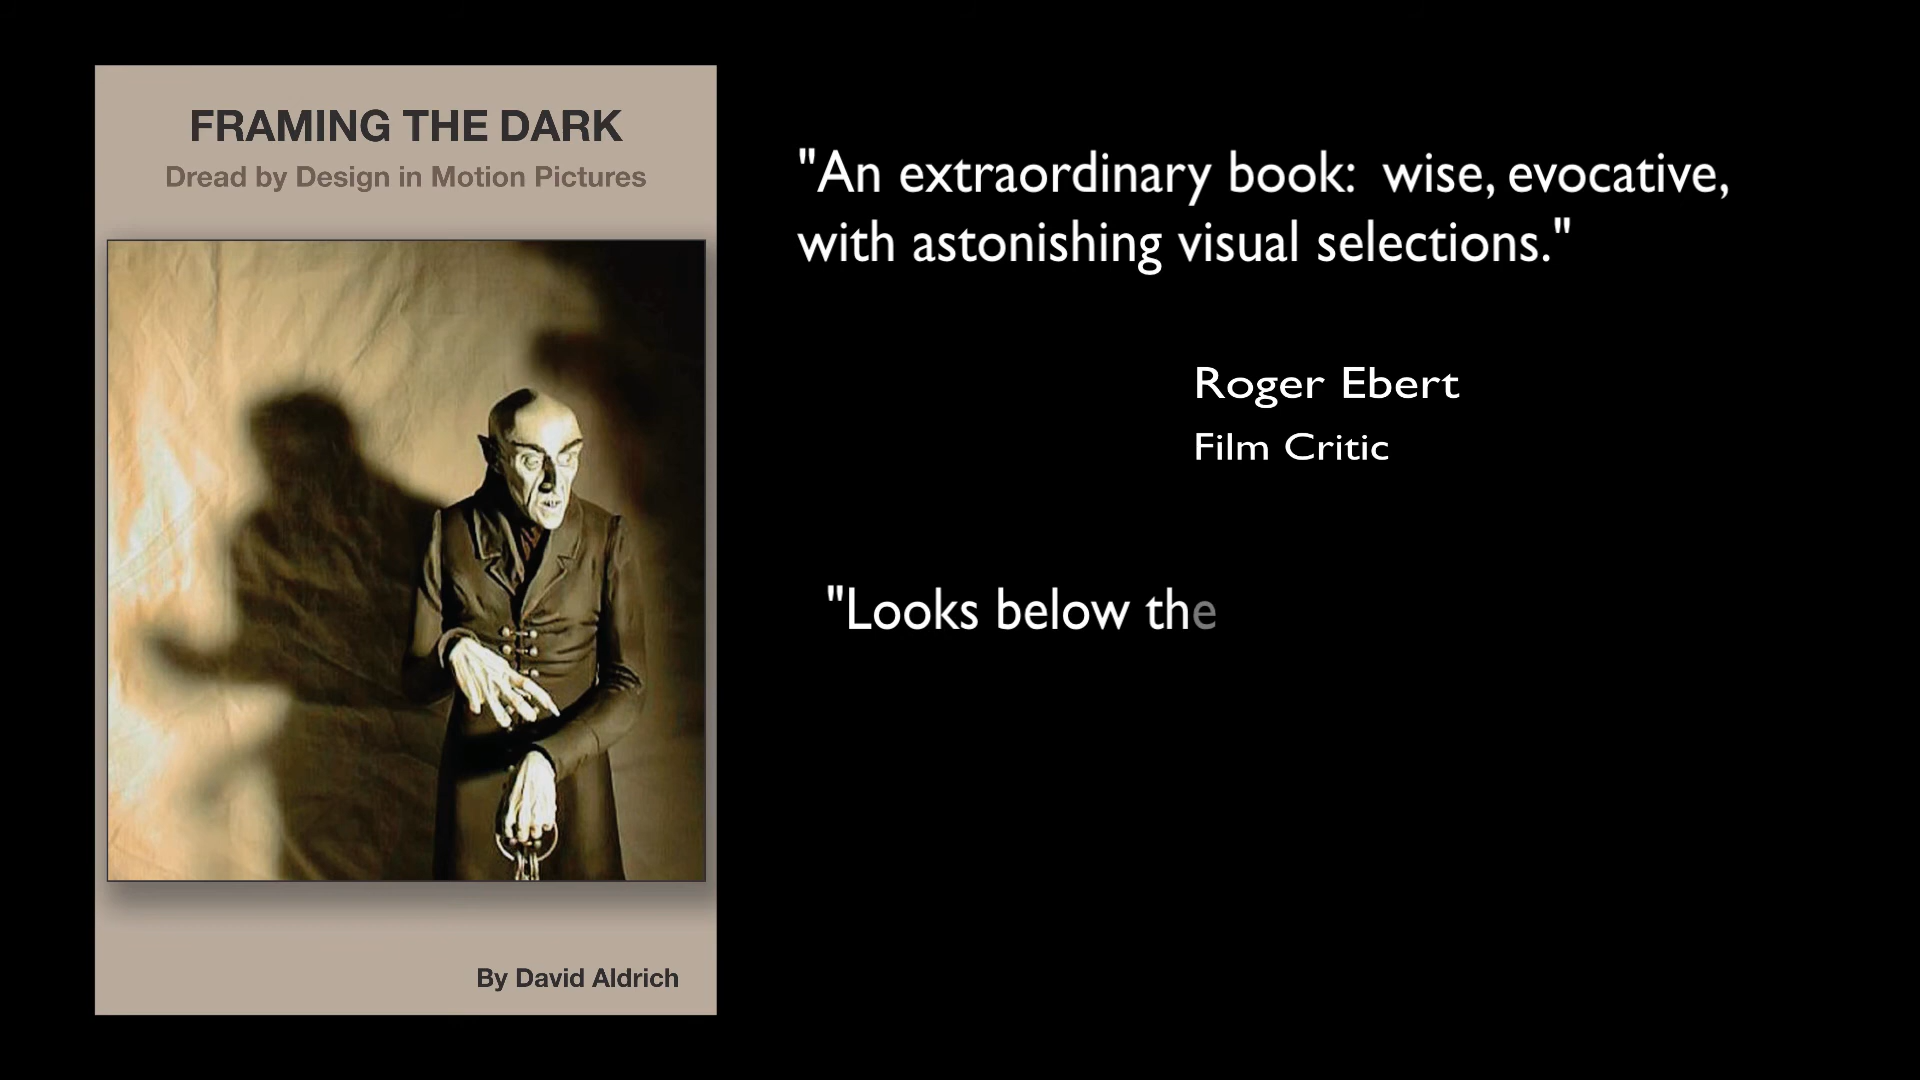 FRAMING THE DARK
Dread by Design in Motion Pictures
By David Aldrich
"An extraordinary book:  wise, evocative,
with astonishing visual selections."
Roger Ebert
Film Critic
"Looks below the